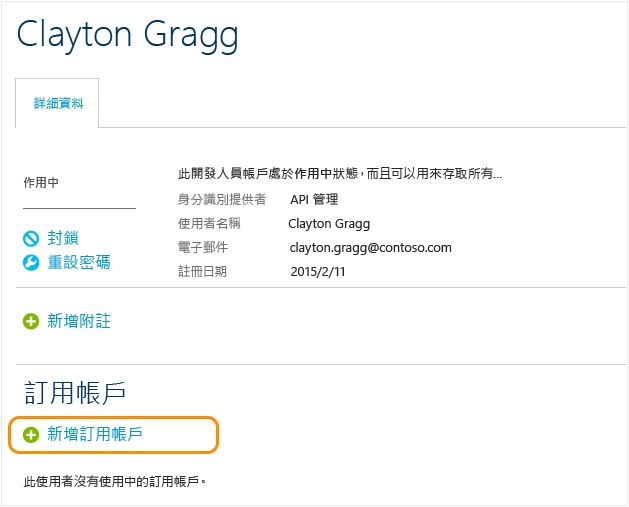 Clayton Gragg
詳細資料
作用中
此開發人員帳戶處於作用中狀態，而且可以用來存取所有...
身分識別提供者 API 管理
使用者名稱 Clayton Gragg
封鎖
電子郵件 clayton.gragg@contoso.com
重設密碼
註冊日期 2015/2/11
新增附註
訂用帳戶
新增訂用帳戶
此使用者沒有使用中的訂用帳戶。